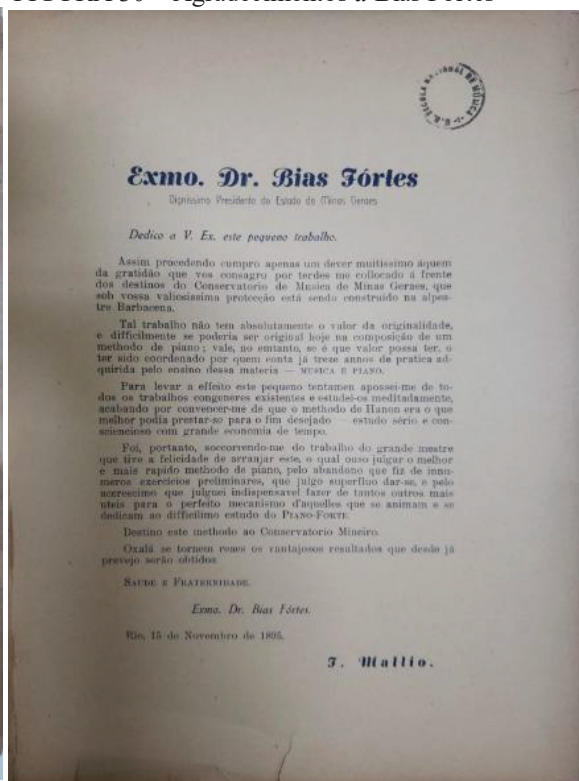 Agradecimentos a Bias Fortes
ESCOLA NACIONAL DE MÚSICA
Exmo. Dr. Bias Fórtes
Dignissimo Presidente do Estado de Minas Geraes
Dedico a V. Ex. este pequeno trabalho.
Assim procedendo cumpro apenas um dever muitissimo áquem
da gratidão que vos consagro por terdes me collocado á frente
dos destinos do Conservatorio de Musica de Minas Geraes, que
sob vossa valiosissima protecção está sendo construido na alpes-
tre Barbacena.
Tal trabalho não tem absolutamente o valor da originalidade,
e difficilmente se poderia ser original hoje na composição de um
methodo de piano; vale, no emtanto, se é que valor possa ter, o
ter sido coordenado por quem conta já treze annos de pratica ad-
quirida pelo ensino dessa materia — MUSICA E PIANO.
Para levar a effeito este pequeno tentamen apossei-me de to-
dos os trabalhos congeneres existentes e estudei-os meditadamente,
acabando por convencer-me de que o methodo de Hanon era o que
melhor podia prestar-se para o fim desejado — estudo sério e con-
sciencioso com grande economia de tempo.
Foi, portanto, soccorrendo-me do trabalho do grande mestre
que tive a felicidade de arranjar este, o qual ouso julgar o melhor
e mais rapido methodo de piano, pelo abandono que fiz de innu-
meros exercicios preliminares, que julgo superfluo dar-se, e pelo
accrescimo que julguei indispensavel fazer de tantos outros mais
uteis para o perfeito mecanismo d'aquelles que se animam e se
dedicam ao difficilimo estudo do PIANO-FORTE.
Destino este methodo ao Conservatorio Mineiro.
Oxalá se tornem reaes os vantajosos resultados que desde já
prevejo serão obtidos.
SAUDE E FRATERNIDADE.
Exmo. Dr. Bias Fórtes.
Rio, 15 de Novembro de 1895.
J. Mallio.